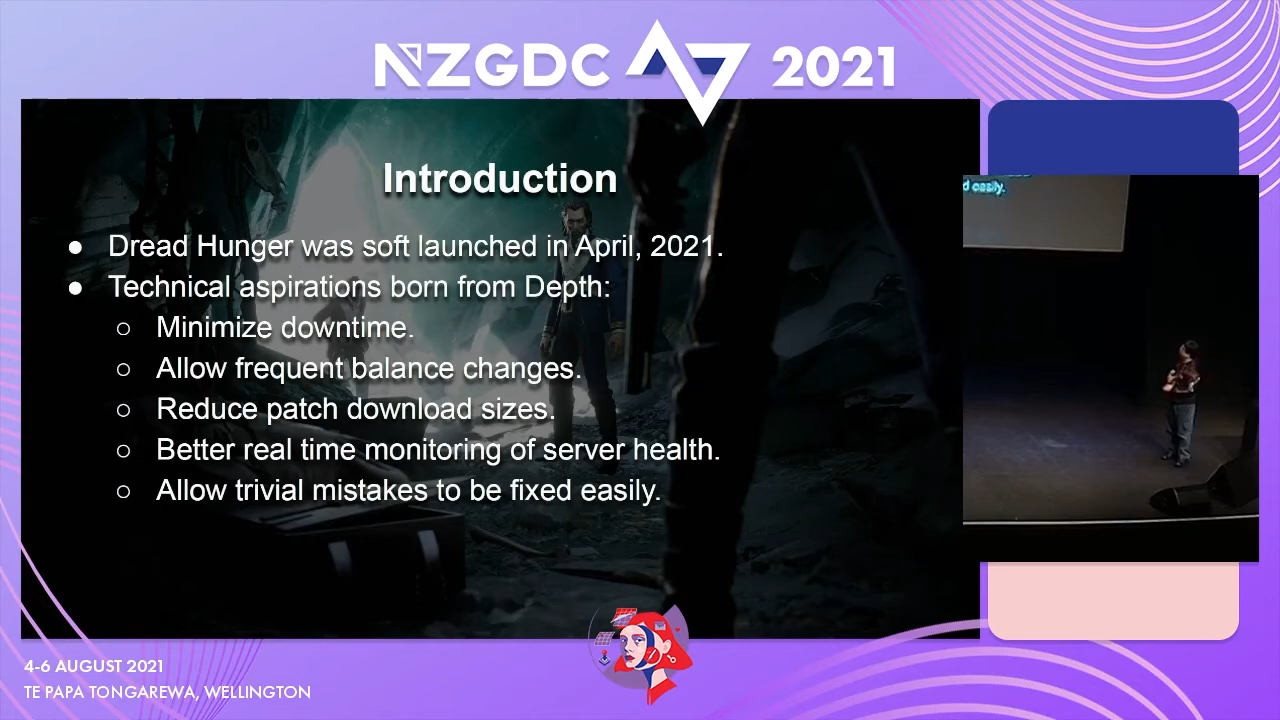 NZGDC 2021
Introduction
● Dread Hunger was soft launched in April, 2021.
● Technical aspirations born from Depth:
○ Minimize downtime.
○ Allow frequent balance changes.
○ Reduce patch download sizes.
○ Better real time monitoring of server health.
○ Allow trivial mistakes to be fixed easily.
d easily.
4-6 AUGUST 2021
TE PAPA TONGAREWA, WELLINGTON